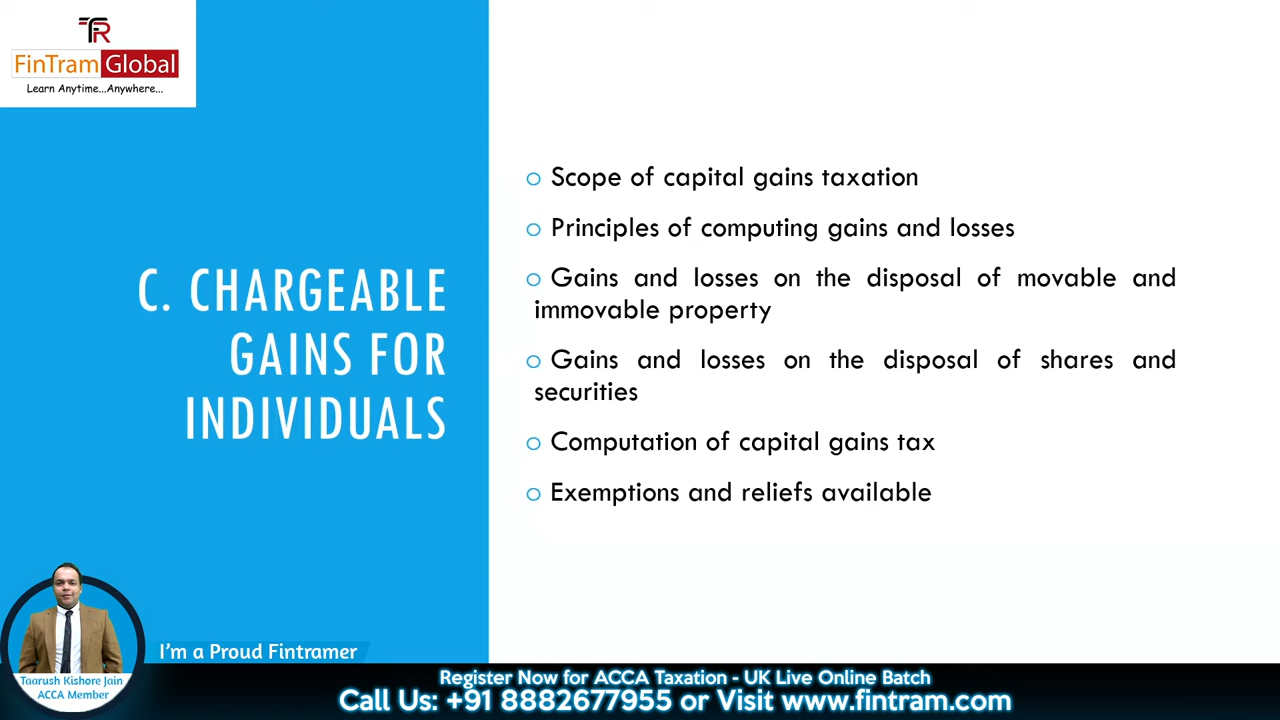 TFR
FinTram Global
Learn Anytime...Anywhere...
C. CHARGEABLE
GAINS FOR
INDIVIDUALS
o Scope of capital gains taxation
o Principles of computing gains and losses
o Gains and losses on the disposal of movable and
immovable property
o Gains and losses on the disposal of shares and
securities
o Computation of capital gains tax
o Exemptions and reliefs available
I'm a Proud Fintramer
Taarush Kishore Jain
ACCA Member
Register Now for ACCA Taxation - UK Live Online Batch
Call Us: +91 8882677955 or Visit www.fintram.com